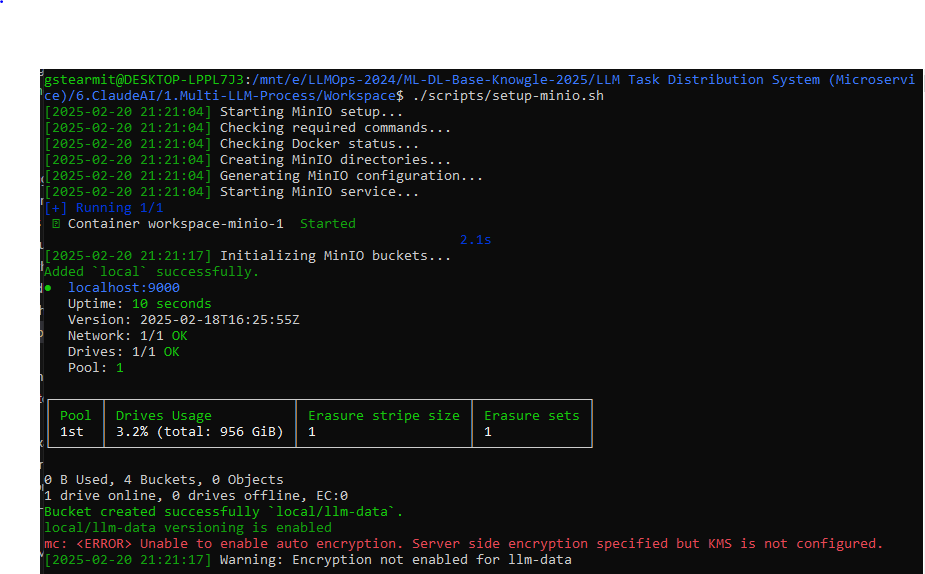 gstearmit@DESKTOP-LPPL7J3:/mnt/e/LLMOps-2024/ML-DL-Base-Knowgle-2025/LLM Task Distribution System (Microservi
ce)/6.ClaudeAI/1.Multi-LLM-Process/Workspace$ ./scripts/setup-minio.sh
[2025-02-20 21:21:04] Starting MinIO setup...
[2025-02-20 21:21:04] Checking required commands...
[2025-02-20 21:21:04] Checking Docker status...
[2025-02-20 21:21:04] Creating MinIO directories...
[2025-02-20 21:21:04] Generating MinIO configuration...
[2025-02-20 21:21:04] Starting MinIO service...
[+] Running 1/1
Container workspace-minio-1 Started
2.1s
[2025-02-20 21:21:17] Initializing MinIO buckets...
Added `local` successfully.
● localhost:9000
Uptime: 10 seconds
Version: 2025-02-18T16:25:55Z
Network: 1/1 OK
Drives: 1/1 OK
Pool: 1
Pool Drives Usage Erasure stripe size Erasure sets
1st 3.2% (total: 956 GiB) 1 1
0 B Used, 4 Buckets, 0 Objects
1 drive online, 0 drives offline, EC:0
Bucket created successfully `local/llm-data`.
local/llm-data versioning is enabled
mc: <ERROR> Unable to enable auto encryption. Server side encryption specified but KMS is not configured.
[2025-02-20 21:21:17] Warning: Encryption not enabled for llm-data